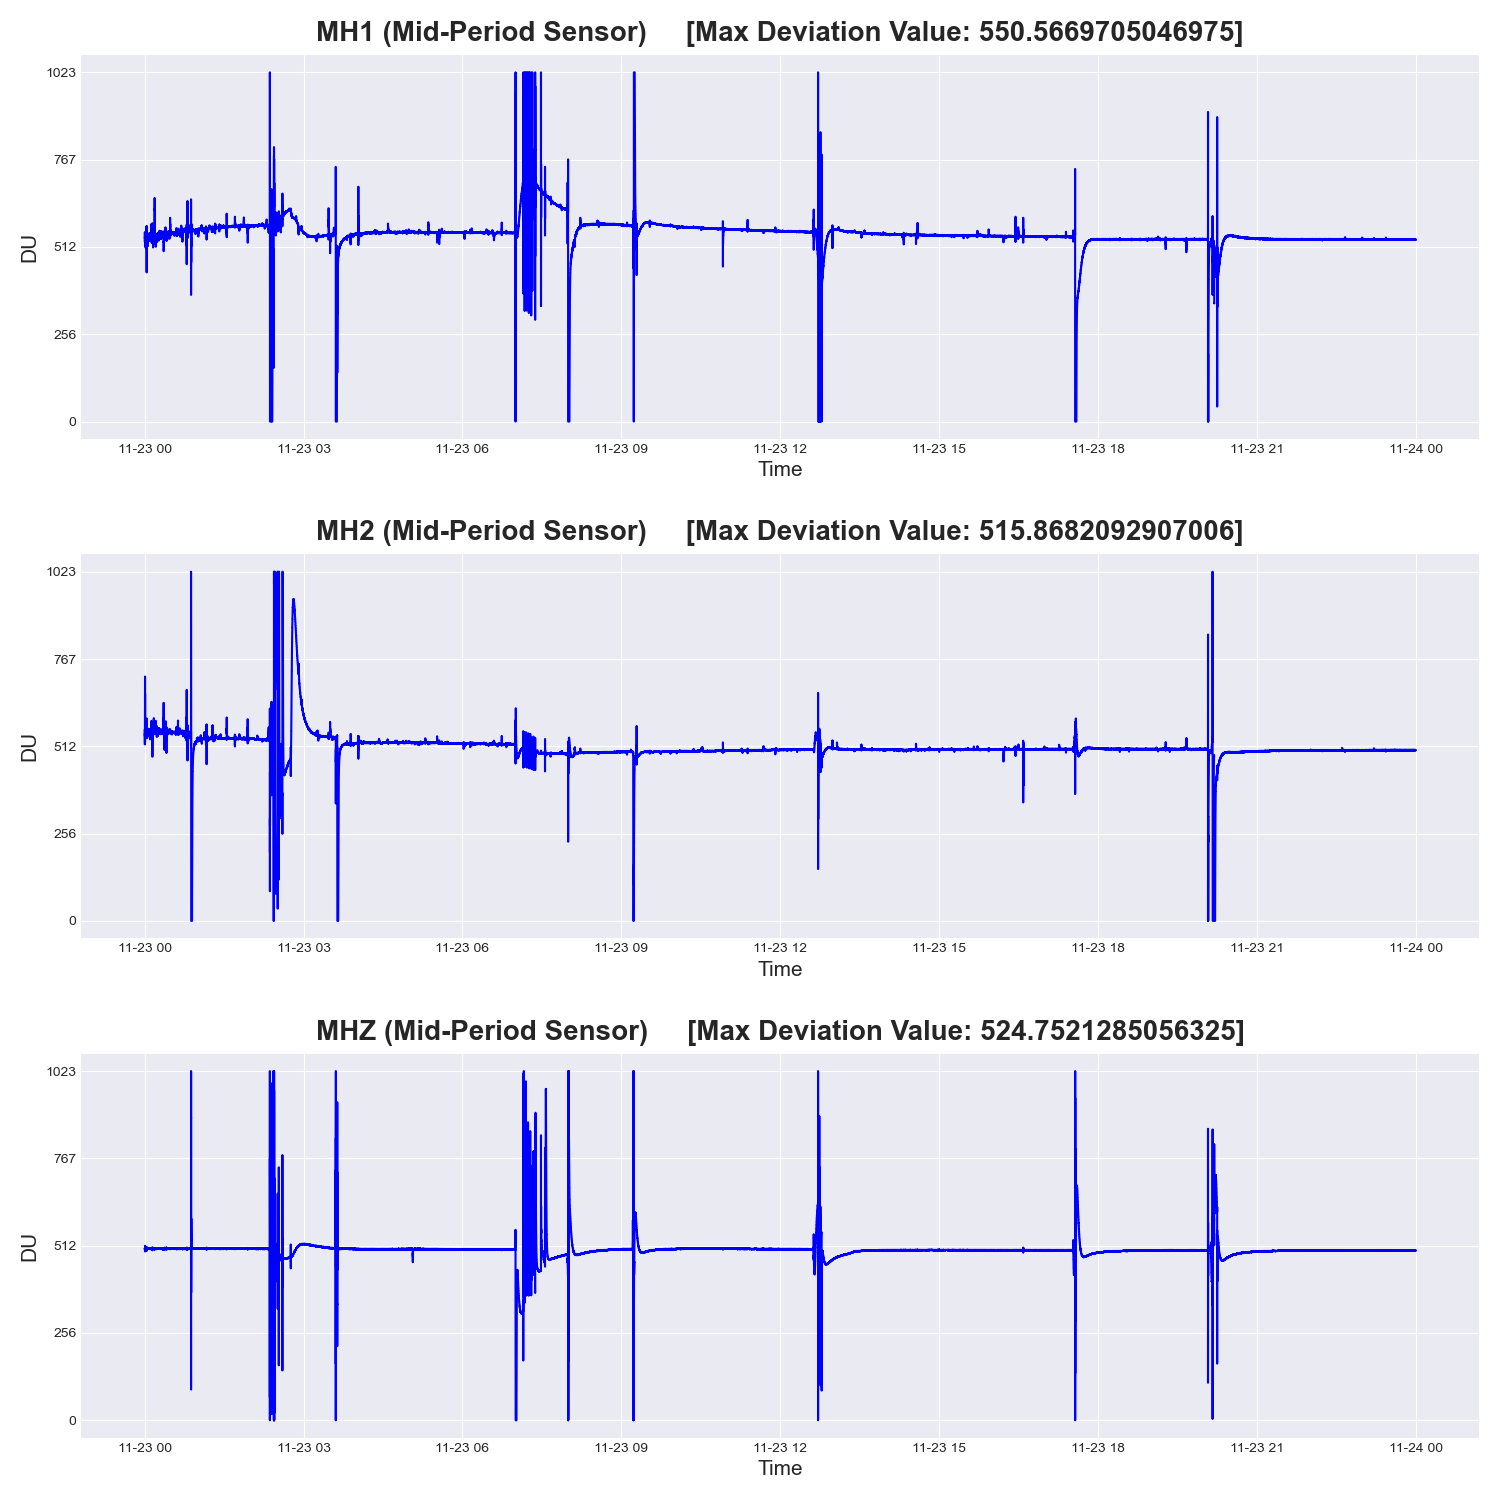 MH1 (Mid-Period Sensor) [Max Deviation Value: 550.5669705046975]
1023
767
512
256
0
DU
11-23 00 11-23 03 11-23 06 11-23 09 11-23 12 11-23 15 11-23 18 11-23 21 11-24 00
Time
MH2 (Mid-Period Sensor) [Max Deviation Value: 515.8682092907006]
1023
767
512
256
0
DU
11-23 00 11-23 03 11-23 06 11-23 09 11-23 12 11-23 15 11-23 18 11-23 21 11-24 00
Time
MHZ (Mid-Period Sensor) [Max Deviation Value: 524.7521285056325]
1023
767
512
256
0
DU
11-23 00 11-23 03 11-23 06 11-23 09 11-23 12 11-23 15 11-23 18 11-23 21 11-24 00
Time